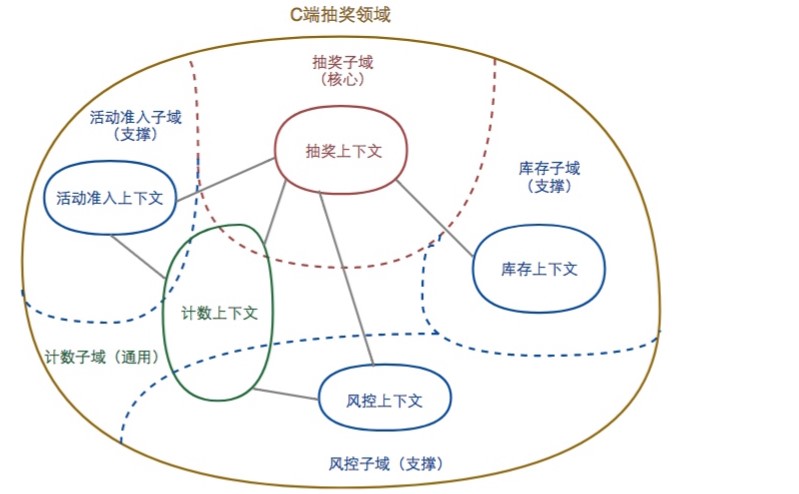 C端抽奖领域
抽奖子域
（核心）
活动准入子域
（支撑）
抽奖上下文
库存子域
（支撑）
活动准入上下文
库存上下文
计数上下文
计数子域（通用）
风控上下文
风控子域（支撑）